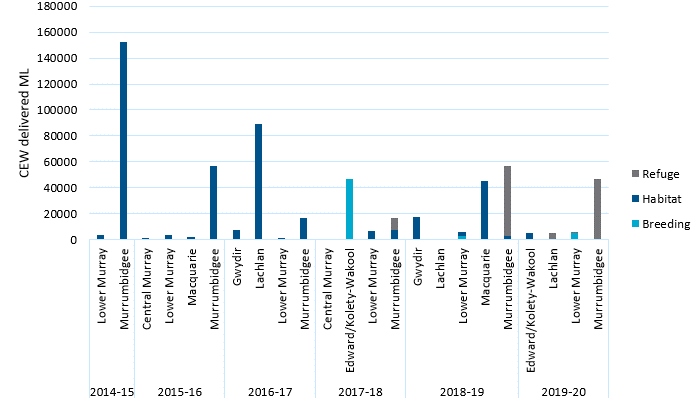 180000
160000
140000
120000
100000
80000
60000
40000
20000
0
CEW delivered ML
Refuge
Habitat
Breeding
Lower Murray
Murrumbidgee
Central Murray
Lower Murray
Macquarie
Murrumbidgee
Gwydir
Lachlan
Lower Murray
Murrumbidgee
Central Murray
Edward/Kolety-Wakool
Lower Murray
Murrumbidgee
Gwydir
Lachlan
Lower Murray
Macquarie
Murrumbidgee
Edward/Kolety-Wakool
Lachlan
Lower Murray
Murrumbidgee
2014-15
2015-16
2016-17
2017-18
2018-19
2019-20